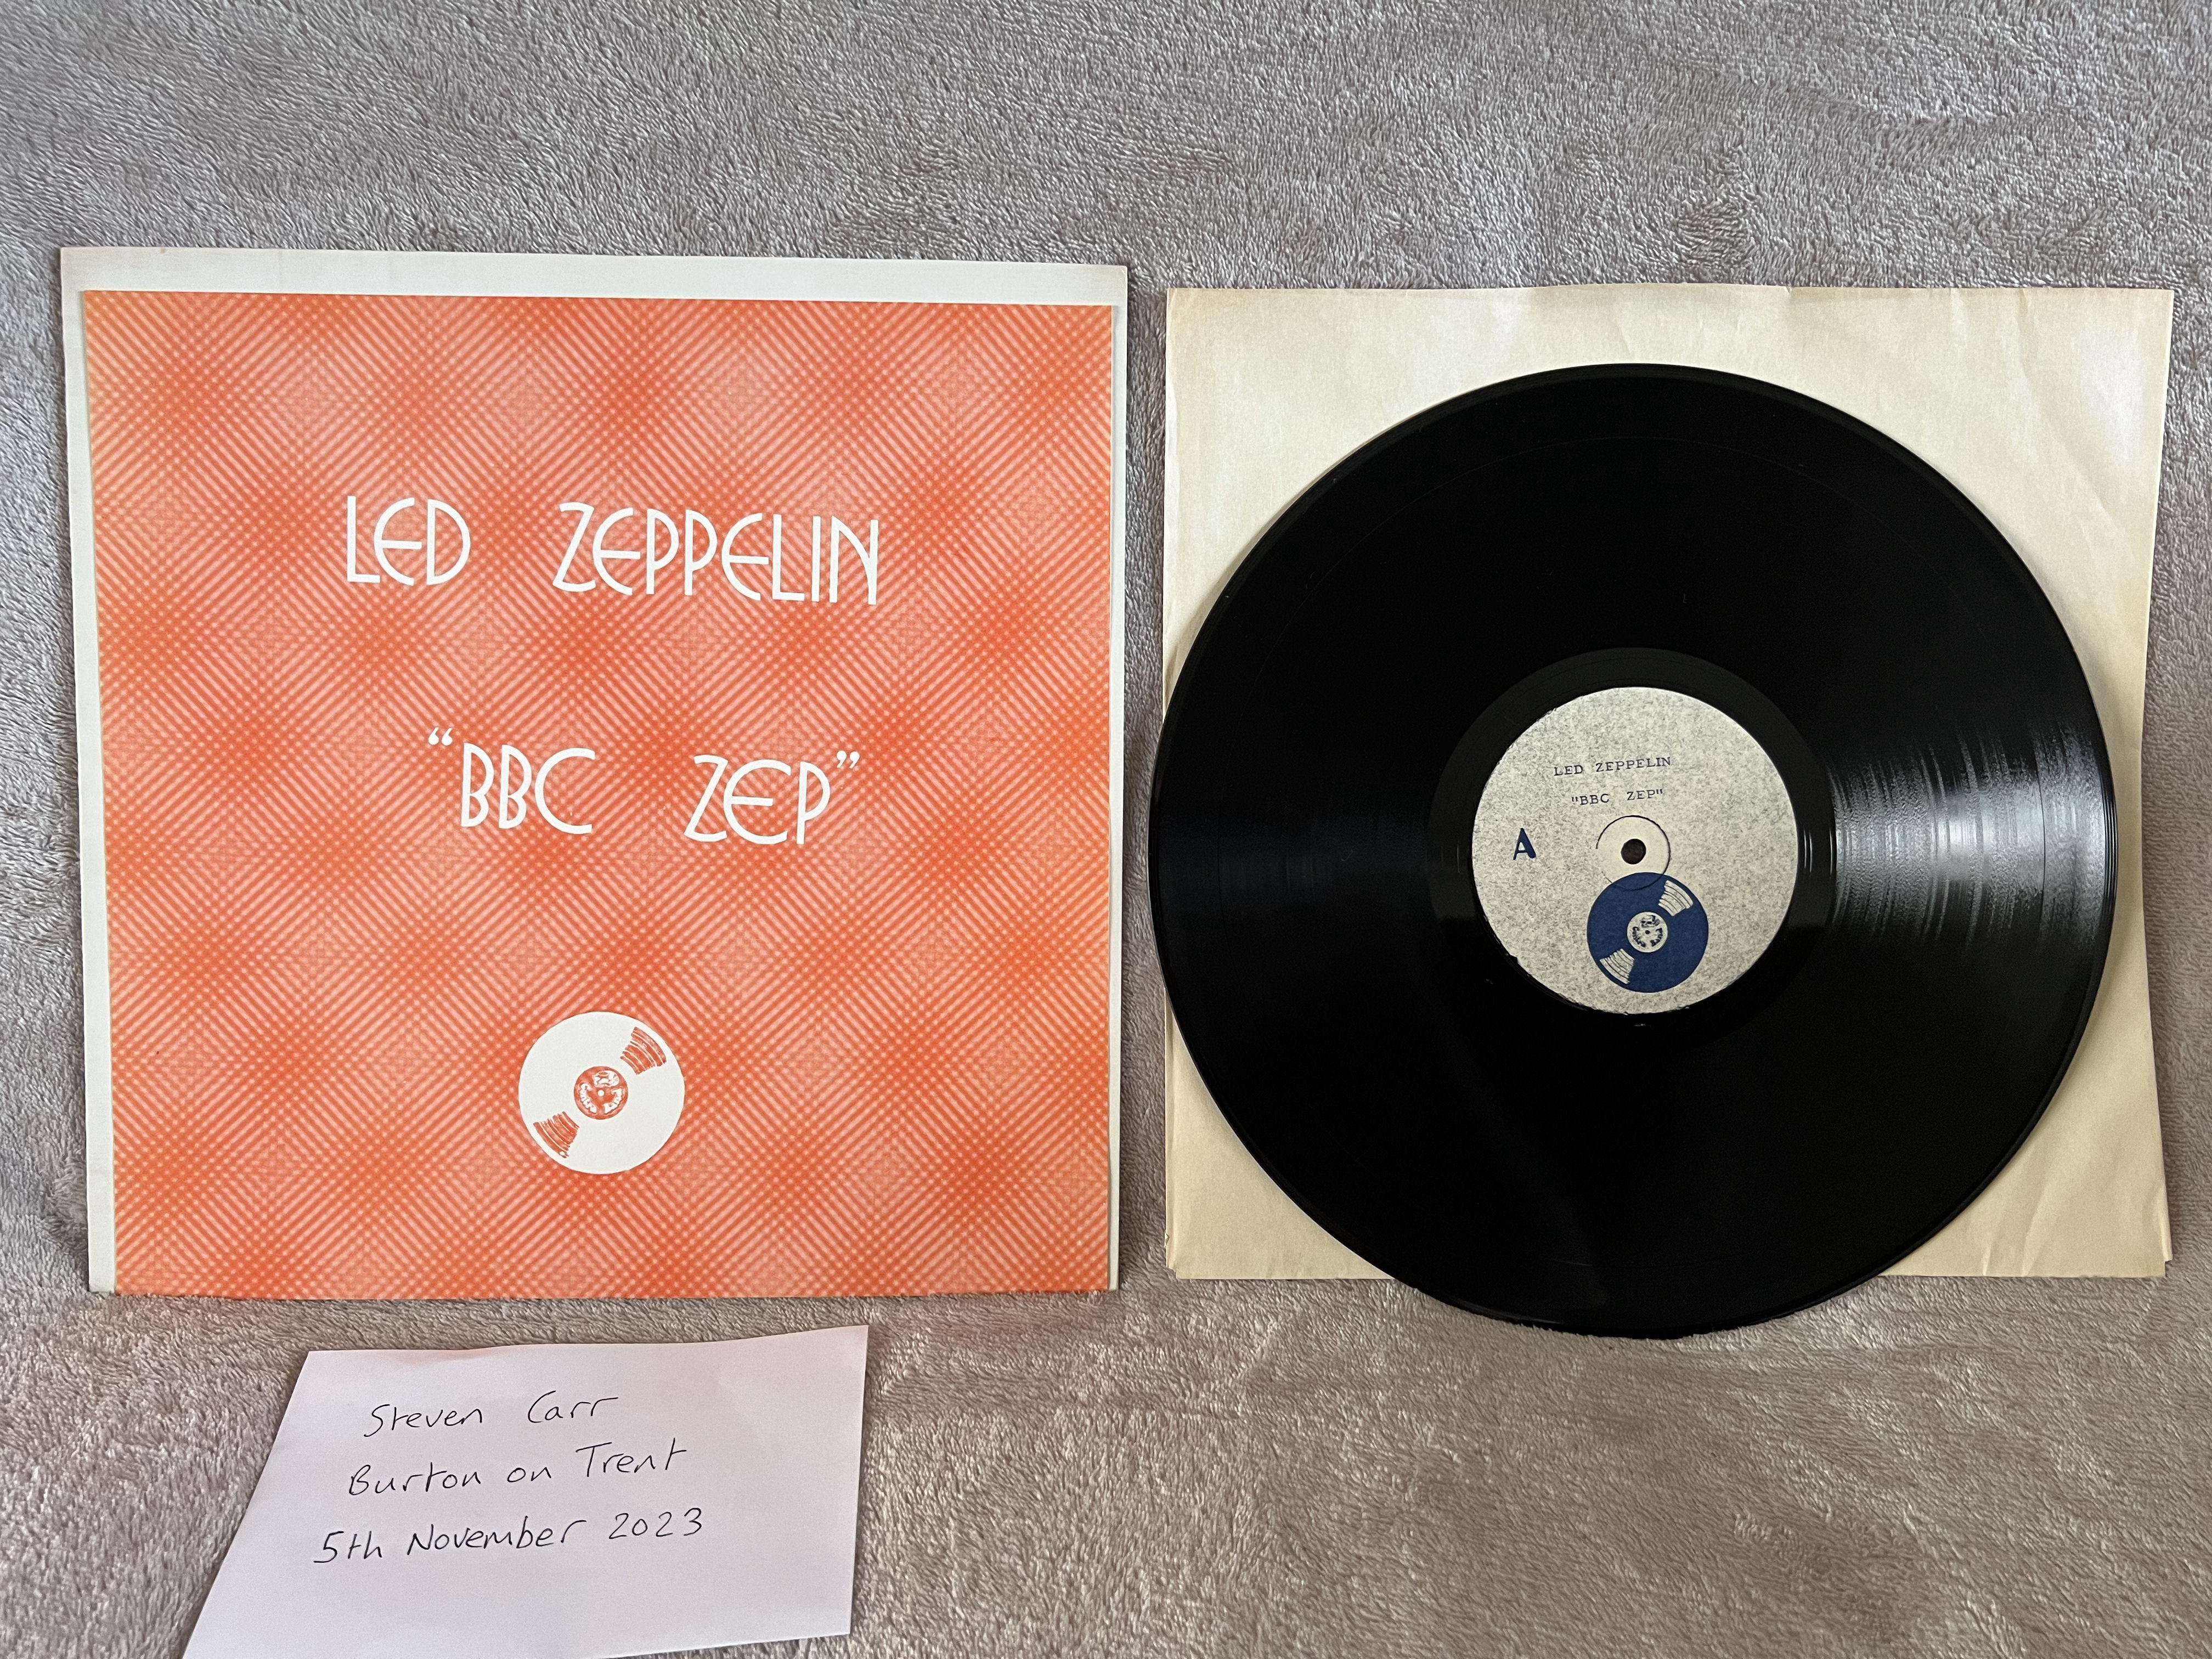 LED ZEPPELIN
"BBC ZEP"
LED ZEPPELIN
"BBC ZEP"
A
Steven Carr
Burton on Trent
5th November 2023